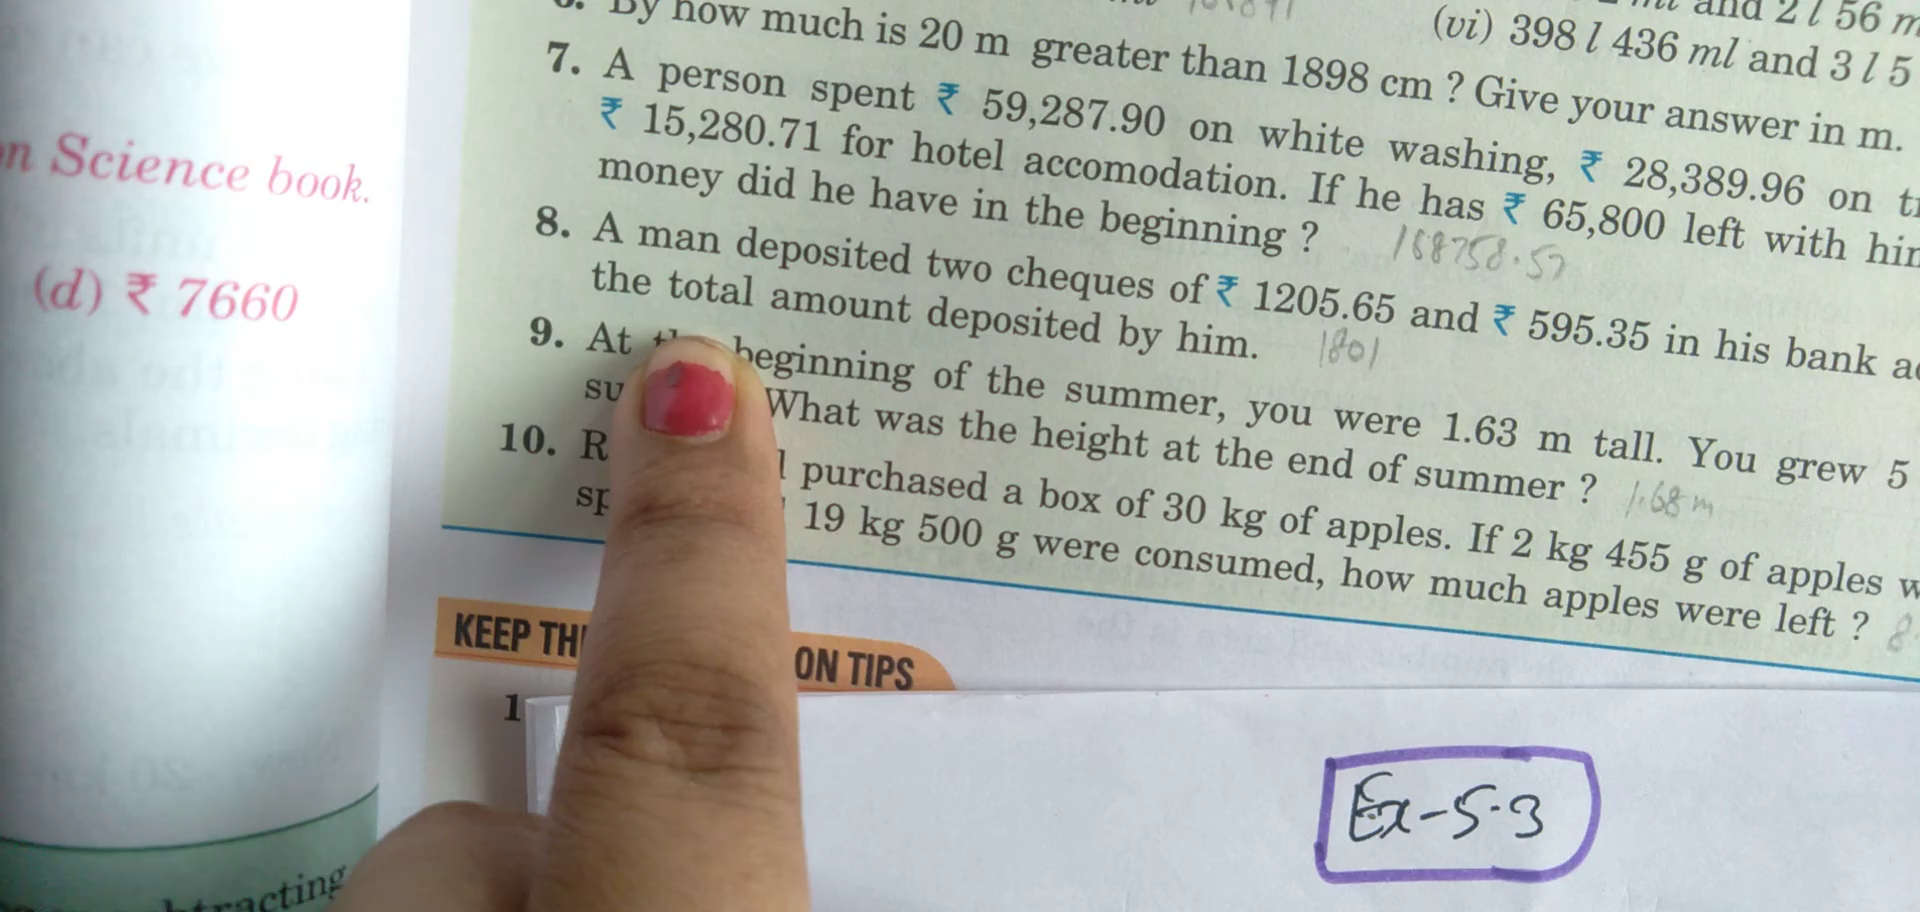 and 2 l 56 m
(vi) 398 l 436 ml and 3 l 5
By how much is 20 m greater than 1898 cm ? Give your answer in m.
7. A person spent ₹ 59,287.90 on white washing, ₹ 28,389.96 on
₹ 15,280.71 for hotel accomodation. If he has ₹ 65,800 left with
money did he have in the beginning ? 168758.57
8. A man deposited two cheques of ₹ 1205.65 and ₹ 595.35 in his bank
the total amount deposited by him. 1801
9. At beginning of the summer, you were 1.63 m tall. You grew 5
What was the height at the end of summer ? 1.68 m
10. purchased a box of 30 kg of apples. If 2 kg 455 g of apples
19 kg 500 g were consumed, how much apples were left ?
KEEP ON TIPS
1
Ex-5.3
Science book.
(d) ₹ 7660